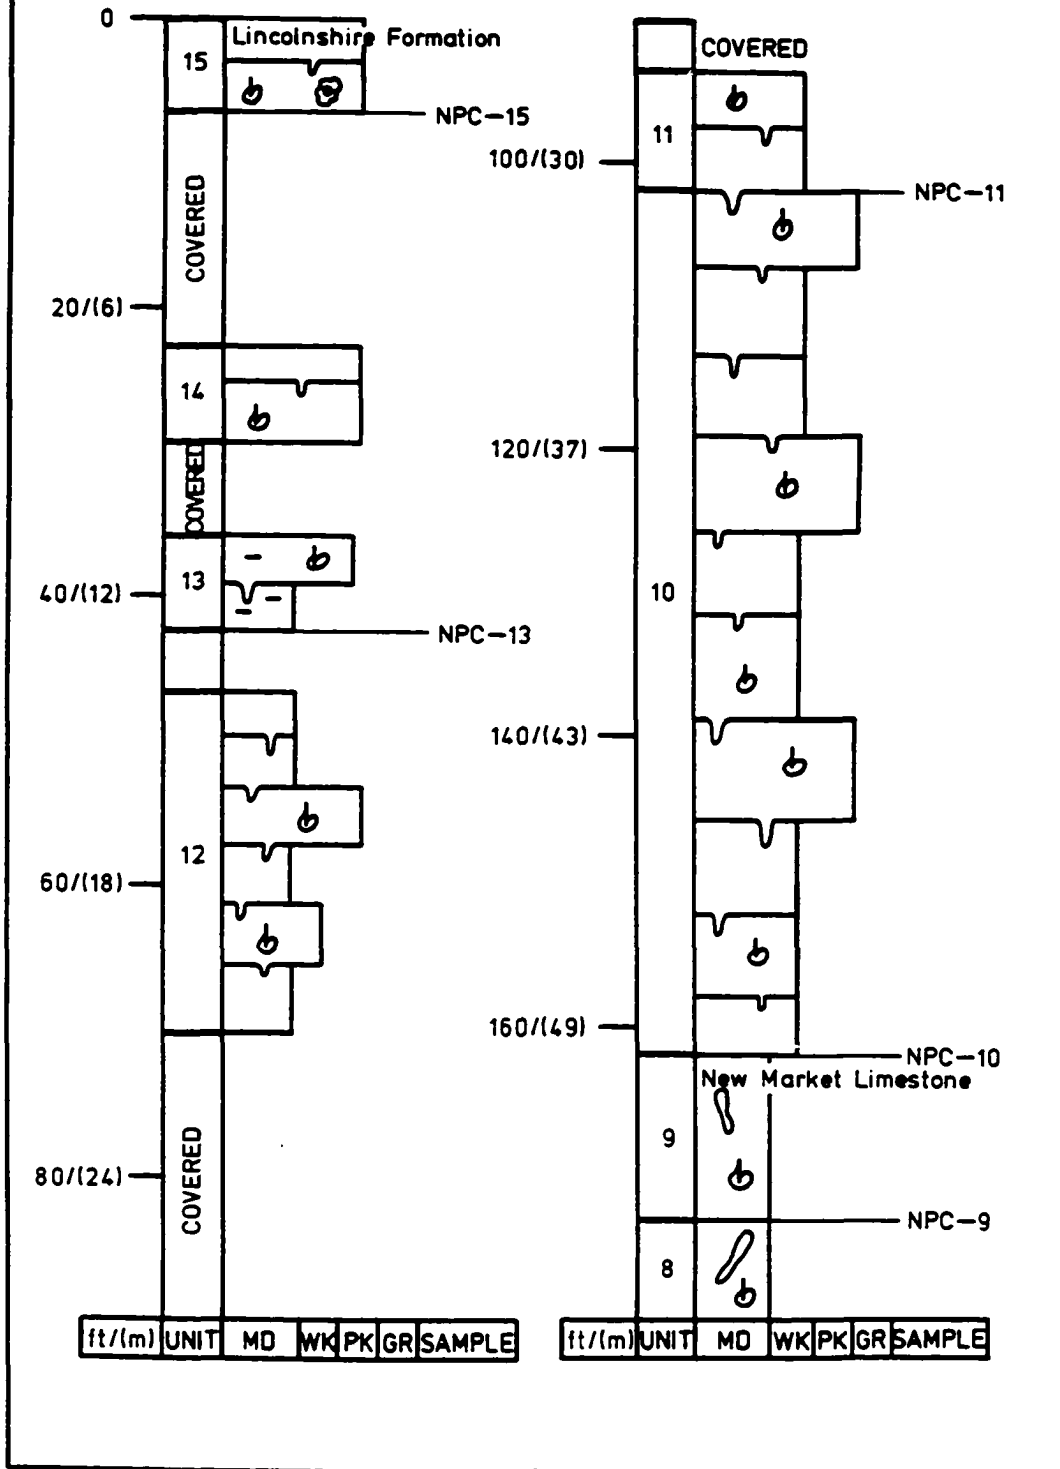 0
Lincolnshire Formation
15
NPC-15
COVERED
20/(6)
14
COVERED
13
40/(12)
NPC-13
12
60/(18)
COVERED
80/(24)
ft/(m) UNIT MD WK PK GR SAMPLE
COVERED
11
100/(30)
NPC-11
120/(37)
10
140/(43)
160/(49)
NPC-10
New Market Limestone
9
NPC-9
8
ft/(m) UNIT MD WK PK GR SAMPLE